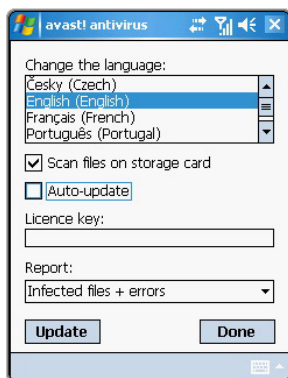 avast! antivirus
Change the language:
Česky (Czech)
English (English)
Français (French)
Português (Portugal)
Scan files on storage card
Auto-update
Licence key:
Report:
Infected files + errors
Update Done